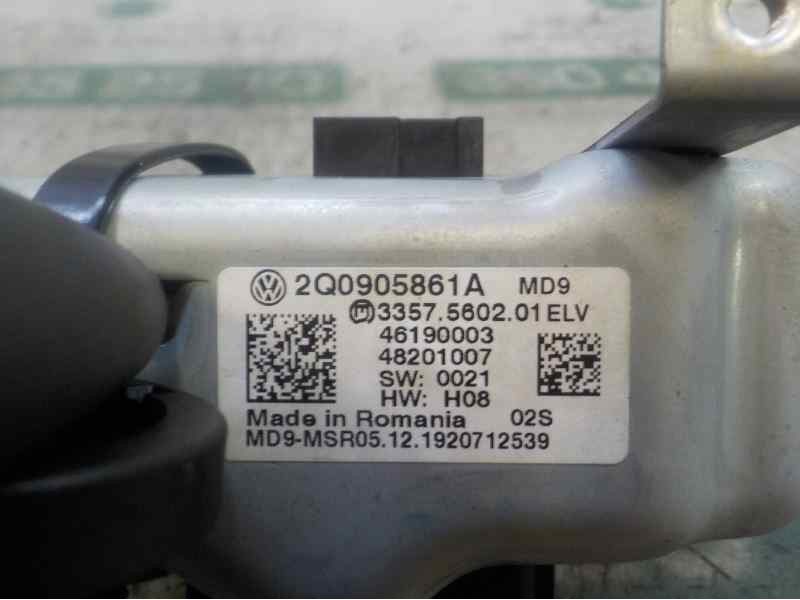 2Q0905861A MD9
3357.5602.01 ELV
46190003
48201007
SW: 0021
HW: H08
Made in Romania 02S
MD9-MSR05.12.1920712539